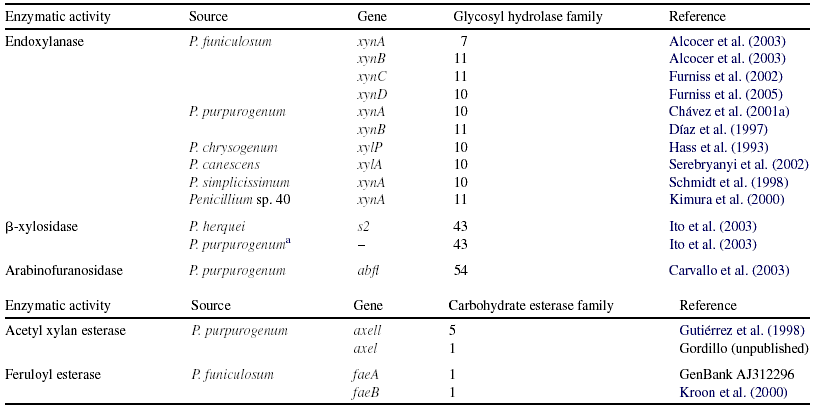 Enzymatic activity Source Gene Glycosyl hydrolase family Reference
Endoxylanase P. funiculosum xynA 7 Alcocer et al. (2003)
xynB 11 Alcocer et al. (2003)
xynC 11 Furniss et al. (2002)
xynD 10 Furniss et al. (2005)
P. purpurogenum xynA 10 Chávez et al. (2001a)
xynB 11 Díaz et al. (1997)
P. chrysogenum xylP 10 Hass et al. (1993)
P. canescens xylA 10 Serebryanyi et al. (2002)
P. simplicissimum xynA 10 Schmidt et al. (1998)
Penicillium sp. 40 xynA 11 Kimura et al. (2000)
β-xylosidase P. herquei s2 43 Ito et al. (2003)
P. purpurogenumᵃ – 43 Ito et al. (2003)
Arabinofuranosidase P. purpurogenum abfI 54 Carvallo et al. (2003)
Enzymatic activity Source Gene Carbohydrate esterase family Reference
Acetyl xylan esterase P. purpurogenum axeII 5 Gutiérrez et al. (1998)
axeI 1 Gordillo (unpublished)
Feruloyl esterase P. funiculosum faeA 1 GenBank AJ312296
faeB 1 Kroon et al. (2000)